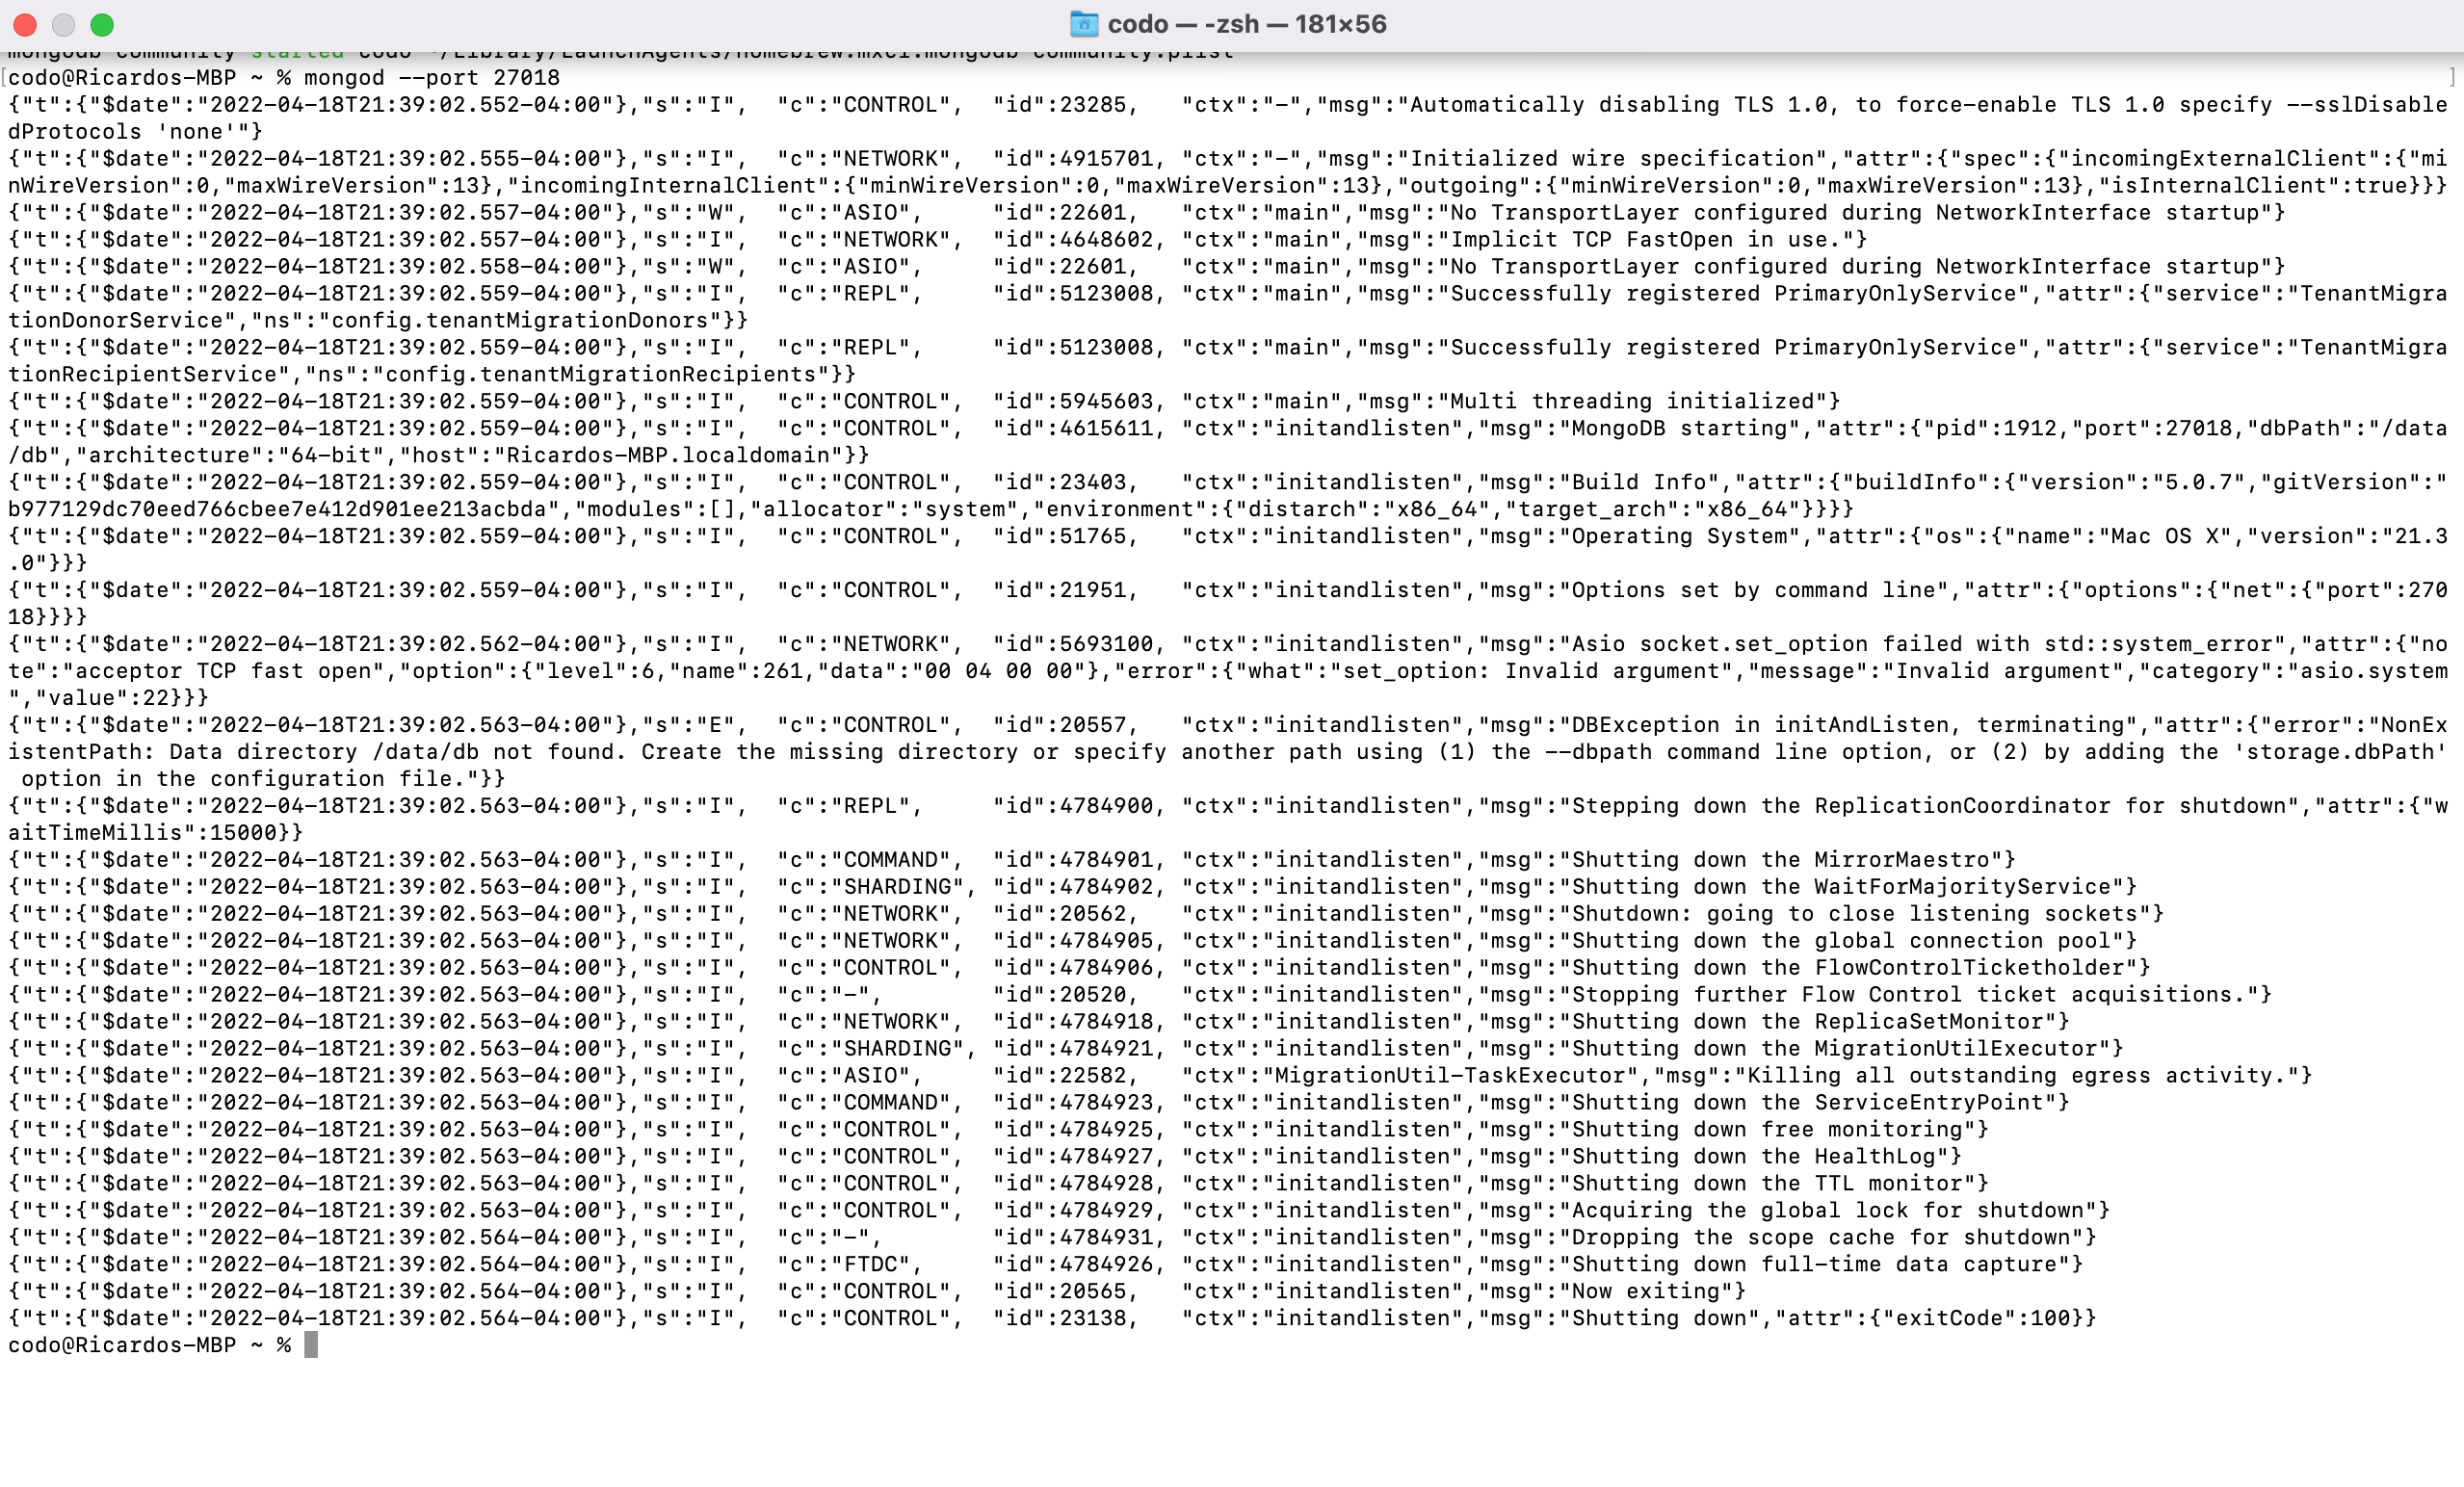 codo — -zsh — 181×56
mongodb-community started codo ~/Library/LaunchAgents/homebrew.mxcl.mongodb-community.plist
[codo@Ricardos-MBP ~ % mongod --port 27018 ]
{"t":{"$date":"2022-04-18T21:39:02.552-04:00"},"s":"I",  "c":"CONTROL",  "id":23285,   "ctx":"-","msg":"Automatically disabling TLS 1.0, to force-enable TLS 1.0 specify --sslDisable
dProtocols 'none'"}
{"t":{"$date":"2022-04-18T21:39:02.555-04:00"},"s":"I",  "c":"NETWORK",  "id":4915701, "ctx":"-","msg":"Initialized wire specification","attr":{"spec":{"incomingExternalClient":{"mi
nWireVersion":0,"maxWireVersion":13},"incomingInternalClient":{"minWireVersion":0,"maxWireVersion":13},"outgoing":{"minWireVersion":0,"maxWireVersion":13},"isInternalClient":true}}}
{"t":{"$date":"2022-04-18T21:39:02.557-04:00"},"s":"W",  "c":"ASIO",     "id":22601,   "ctx":"main","msg":"No TransportLayer configured during NetworkInterface startup"}
{"t":{"$date":"2022-04-18T21:39:02.557-04:00"},"s":"I",  "c":"NETWORK",  "id":4648602, "ctx":"main","msg":"Implicit TCP FastOpen in use."}
{"t":{"$date":"2022-04-18T21:39:02.558-04:00"},"s":"W",  "c":"ASIO",     "id":22601,   "ctx":"main","msg":"No TransportLayer configured during NetworkInterface startup"}
{"t":{"$date":"2022-04-18T21:39:02.559-04:00"},"s":"I",  "c":"REPL",     "id":5123008, "ctx":"main","msg":"Successfully registered PrimaryOnlyService","attr":{"service":"TenantMigra
tionDonorService","ns":"config.tenantMigrationDonors"}}
{"t":{"$date":"2022-04-18T21:39:02.559-04:00"},"s":"I",  "c":"REPL",     "id":5123008, "ctx":"main","msg":"Successfully registered PrimaryOnlyService","attr":{"service":"TenantMigra
tionRecipientService","ns":"config.tenantMigrationRecipients"}}
{"t":{"$date":"2022-04-18T21:39:02.559-04:00"},"s":"I",  "c":"CONTROL",  "id":5945603, "ctx":"main","msg":"Multi threading initialized"}
{"t":{"$date":"2022-04-18T21:39:02.559-04:00"},"s":"I",  "c":"CONTROL",  "id":4615611, "ctx":"initandlisten","msg":"MongoDB starting","attr":{"pid":1912,"port":27018,"dbPath":"/data
/db","architecture":"64-bit","host":"Ricardos-MBP.localdomain"}}
{"t":{"$date":"2022-04-18T21:39:02.559-04:00"},"s":"I",  "c":"CONTROL",  "id":23403,   "ctx":"initandlisten","msg":"Build Info","attr":{"buildInfo":{"version":"5.0.7","gitVersion":"
b977129dc70eed766cbee7e412d901ee213acbda","modules":[],"allocator":"system","environment":{"distarch":"x86_64","target_arch":"x86_64"}}}}
{"t":{"$date":"2022-04-18T21:39:02.559-04:00"},"s":"I",  "c":"CONTROL",  "id":51765,   "ctx":"initandlisten","msg":"Operating System","attr":{"os":{"name":"Mac OS X","version":"21.3
.0"}}}
{"t":{"$date":"2022-04-18T21:39:02.559-04:00"},"s":"I",  "c":"CONTROL",  "id":21951,   "ctx":"initandlisten","msg":"Options set by command line","attr":{"options":{"net":{"port":270
18}}}}
{"t":{"$date":"2022-04-18T21:39:02.562-04:00"},"s":"I",  "c":"NETWORK",  "id":5693100, "ctx":"initandlisten","msg":"Asio socket.set_option failed with std::system_error","attr":{"no
te":"acceptor TCP fast open","option":{"level":6,"name":261,"data":"00 04 00 00"},"error":{"what":"set_option: Invalid argument","message":"Invalid argument","category":"asio.system
","value":22}}}
{"t":{"$date":"2022-04-18T21:39:02.563-04:00"},"s":"E",  "c":"CONTROL",  "id":20557,   "ctx":"initandlisten","msg":"DBException in initAndListen, terminating","attr":{"error":"NonEx
istentPath: Data directory /data/db not found. Create the missing directory or specify another path using (1) the --dbpath command line option, or (2) by adding the 'storage.dbPath'
 option in the configuration file."}}
{"t":{"$date":"2022-04-18T21:39:02.563-04:00"},"s":"I",  "c":"REPL",     "id":4784900, "ctx":"initandlisten","msg":"Stepping down the ReplicationCoordinator for shutdown","attr":{"w
aitTimeMillis":15000}}
{"t":{"$date":"2022-04-18T21:39:02.563-04:00"},"s":"I",  "c":"COMMAND",  "id":4784901, "ctx":"initandlisten","msg":"Shutting down the MirrorMaestro"}
{"t":{"$date":"2022-04-18T21:39:02.563-04:00"},"s":"I",  "c":"SHARDING", "id":4784902, "ctx":"initandlisten","msg":"Shutting down the WaitForMajorityService"}
{"t":{"$date":"2022-04-18T21:39:02.563-04:00"},"s":"I",  "c":"NETWORK",  "id":20562,   "ctx":"initandlisten","msg":"Shutdown: going to close listening sockets"}
{"t":{"$date":"2022-04-18T21:39:02.563-04:00"},"s":"I",  "c":"NETWORK",  "id":4784905, "ctx":"initandlisten","msg":"Shutting down the global connection pool"}
{"t":{"$date":"2022-04-18T21:39:02.563-04:00"},"s":"I",  "c":"CONTROL",  "id":4784906, "ctx":"initandlisten","msg":"Shutting down the FlowControlTicketholder"}
{"t":{"$date":"2022-04-18T21:39:02.563-04:00"},"s":"I",  "c":"-",        "id":20520,   "ctx":"initandlisten","msg":"Stopping further Flow Control ticket acquisitions."}
{"t":{"$date":"2022-04-18T21:39:02.563-04:00"},"s":"I",  "c":"NETWORK",  "id":4784918, "ctx":"initandlisten","msg":"Shutting down the ReplicaSetMonitor"}
{"t":{"$date":"2022-04-18T21:39:02.563-04:00"},"s":"I",  "c":"SHARDING", "id":4784921, "ctx":"initandlisten","msg":"Shutting down the MigrationUtilExecutor"}
{"t":{"$date":"2022-04-18T21:39:02.563-04:00"},"s":"I",  "c":"ASIO",     "id":22582,   "ctx":"MigrationUtil-TaskExecutor","msg":"Killing all outstanding egress activity."}
{"t":{"$date":"2022-04-18T21:39:02.563-04:00"},"s":"I",  "c":"COMMAND",  "id":4784923, "ctx":"initandlisten","msg":"Shutting down the ServiceEntryPoint"}
{"t":{"$date":"2022-04-18T21:39:02.563-04:00"},"s":"I",  "c":"CONTROL",  "id":4784925, "ctx":"initandlisten","msg":"Shutting down free monitoring"}
{"t":{"$date":"2022-04-18T21:39:02.563-04:00"},"s":"I",  "c":"CONTROL",  "id":4784927, "ctx":"initandlisten","msg":"Shutting down the HealthLog"}
{"t":{"$date":"2022-04-18T21:39:02.563-04:00"},"s":"I",  "c":"CONTROL",  "id":4784928, "ctx":"initandlisten","msg":"Shutting down the TTL monitor"}
{"t":{"$date":"2022-04-18T21:39:02.563-04:00"},"s":"I",  "c":"CONTROL",  "id":4784929, "ctx":"initandlisten","msg":"Acquiring the global lock for shutdown"}
{"t":{"$date":"2022-04-18T21:39:02.564-04:00"},"s":"I",  "c":"-",        "id":4784931, "ctx":"initandlisten","msg":"Dropping the scope cache for shutdown"}
{"t":{"$date":"2022-04-18T21:39:02.564-04:00"},"s":"I",  "c":"FTDC",     "id":4784926, "ctx":"initandlisten","msg":"Shutting down full-time data capture"}
{"t":{"$date":"2022-04-18T21:39:02.564-04:00"},"s":"I",  "c":"CONTROL",  "id":20565,   "ctx":"initandlisten","msg":"Now exiting"}
{"t":{"$date":"2022-04-18T21:39:02.564-04:00"},"s":"I",  "c":"CONTROL",  "id":23138,   "ctx":"initandlisten","msg":"Shutting down","attr":{"exitCode":100}}
codo@Ricardos-MBP ~ %